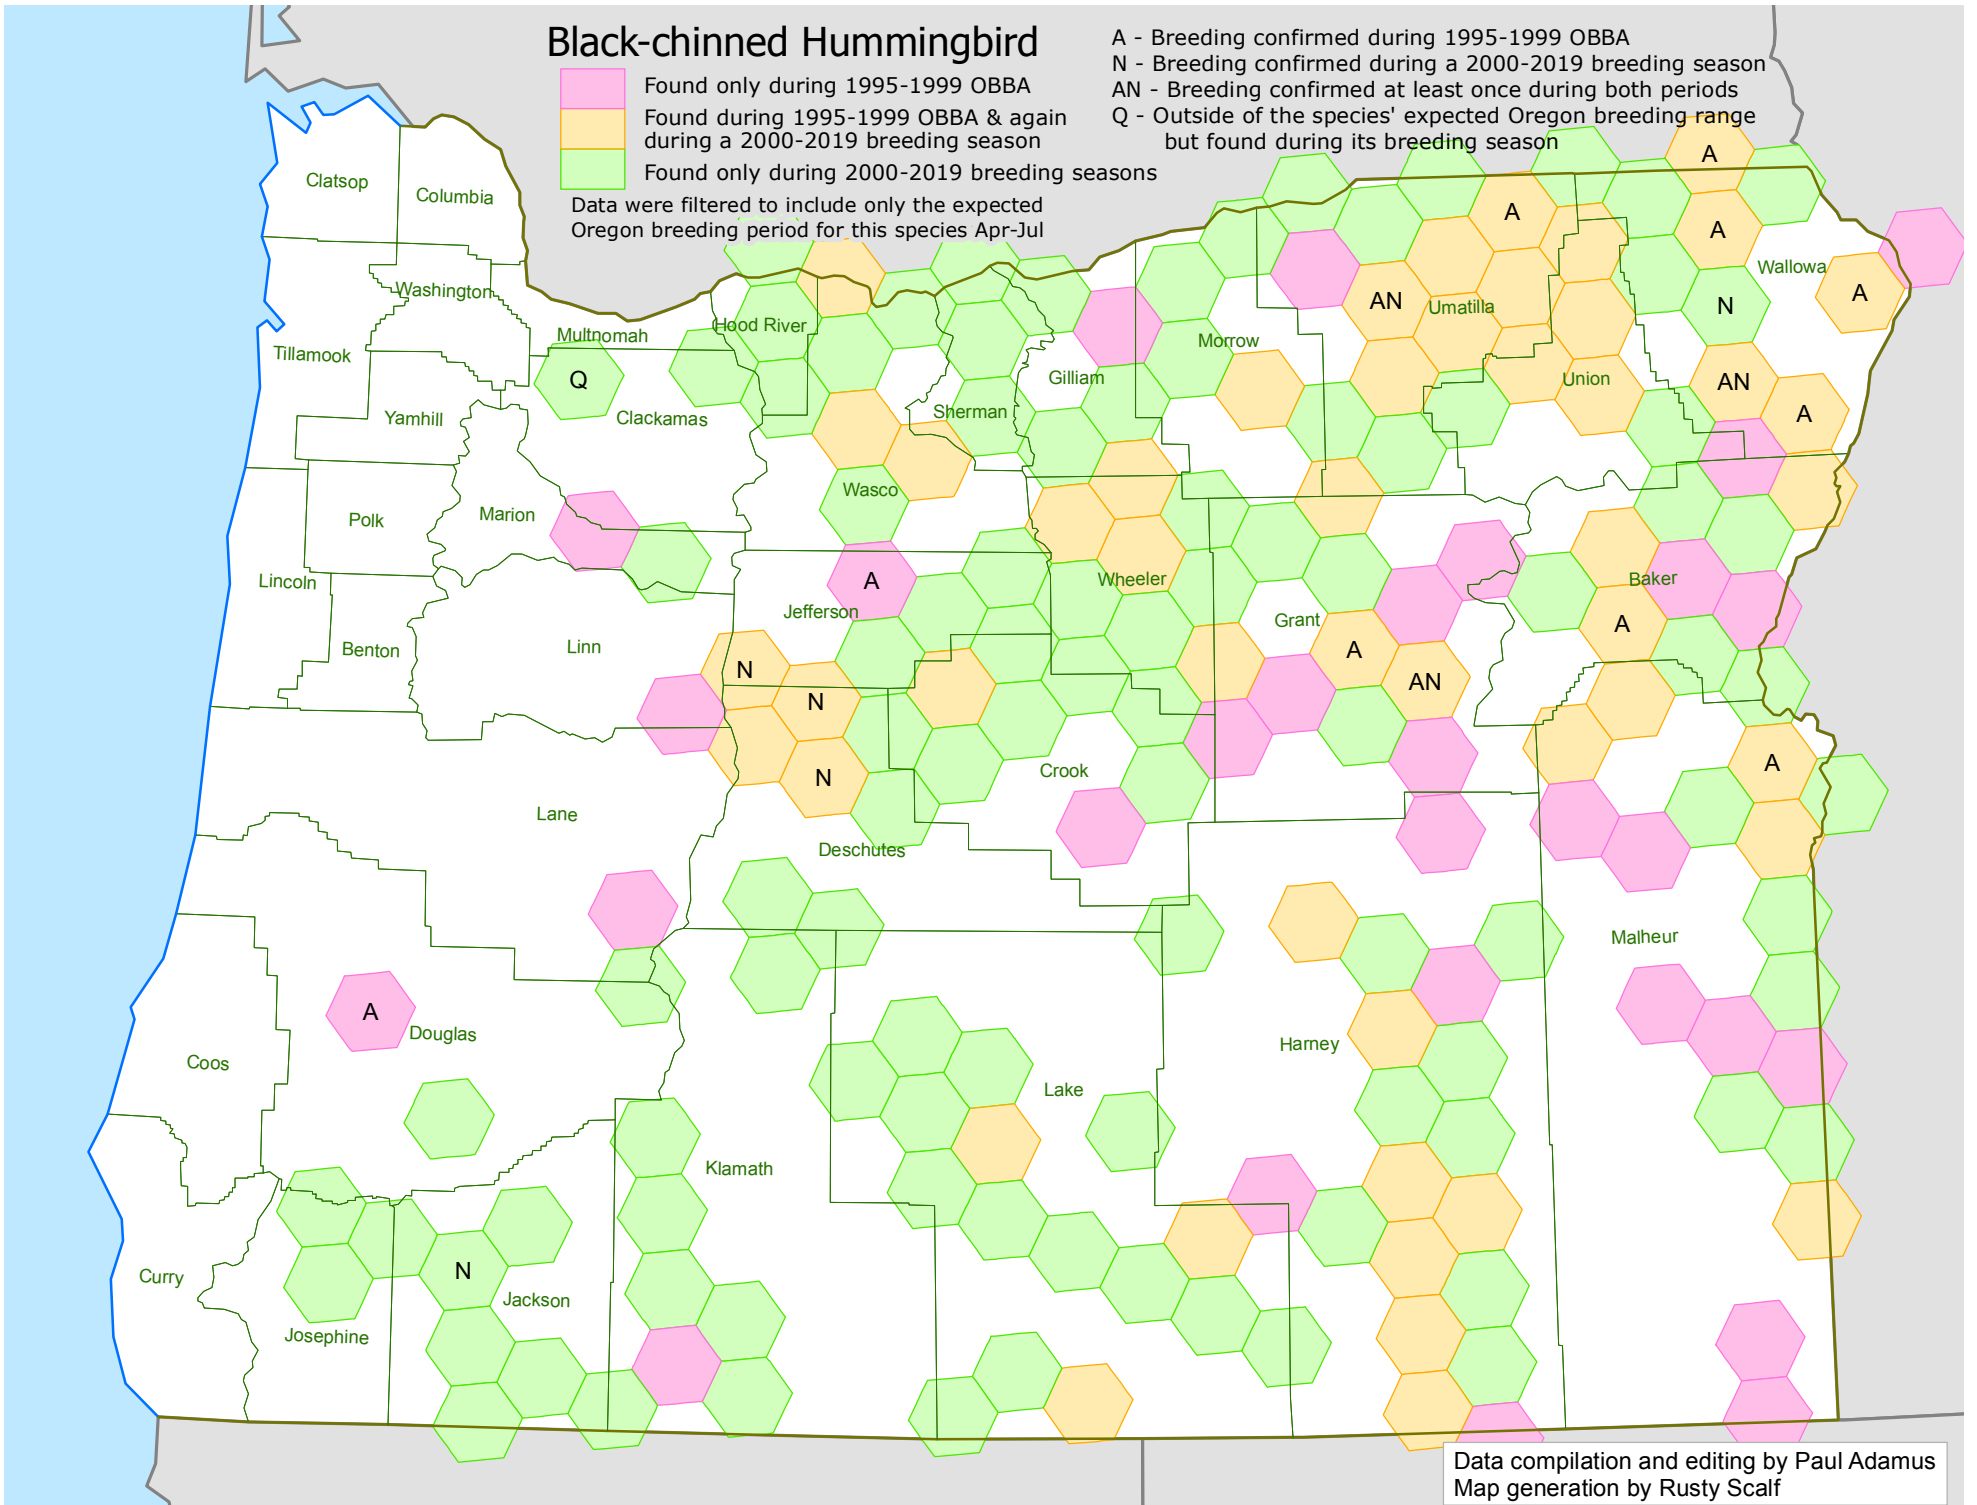 Black-chinned Hummingbird
Found only during 1995-1999 OBBA
Found during 1995-1999 OBBA & again
during a 2000-2019 breeding season
Found only during 2000-2019 breeding seasons
Data were filtered to include only the expected
Oregon breeding period for this species Apr-Jul
A - Breeding confirmed during 1995-1999 OBBA
N - Breeding confirmed during a 2000-2019 breeding season
AN - Breeding confirmed at least once during both periods
Q - Outside of the species' expected Oregon breeding range
but found during its breeding season
A
Clatsop
Columbia
A
A
Wallowa
Washington
A
AN
Umatilla
N
Hood River
Multnomah
Morrow
Tillamook
Q
Gilliam
Union
AN
Yamhill
Clackamas
Sherman
A
Wasco
Polk
Marion
Lincoln
A
Wheeler
Baker
Jefferson
Grant
A
Benton
Linn
A
N
AN
N
Crook
A
N
Lane
Deschutes
Malheur
A
Douglas
Harney
Coos
Lake
Klamath
Curry
N
Jackson
Josephine
Data compilation and editing by Paul Adamus
Map generation by Rusty Scalf